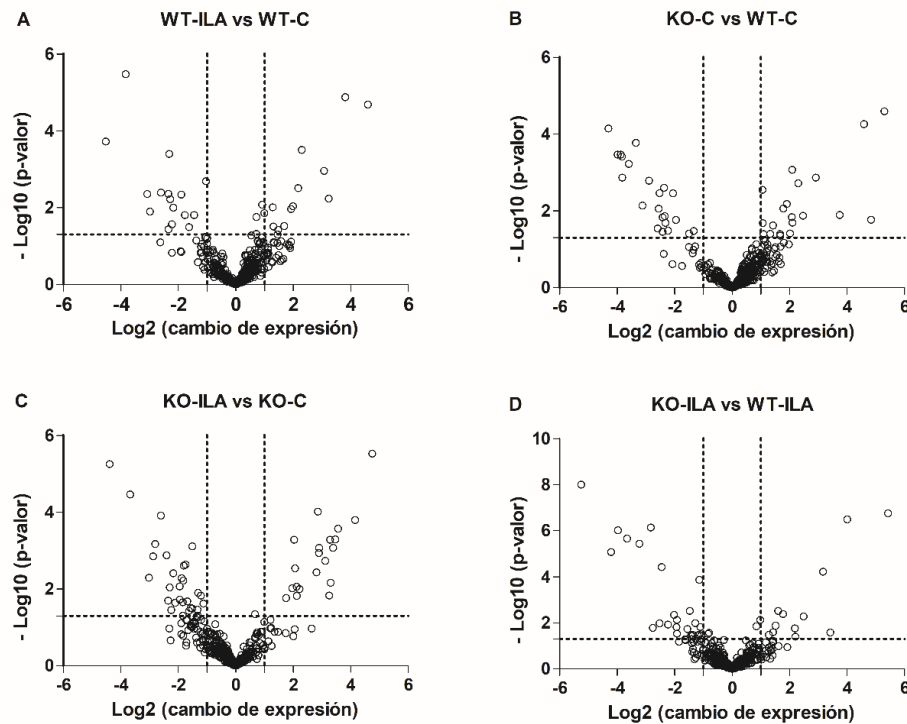 A
WT-ILA vs WT-C
- Log10 (p-valor)
6
4
2
0
-6 -4 -2 0 2 4 6
Log2 (cambio de expresión)
B
KO-C vs WT-C
- Log10 (p-valor)
6
4
2
0
-6 -4 -2 0 2 4 6
Log2 (cambio de expresión)
C
KO-ILA vs KO-C
- Log10 (p-valor)
6
4
2
0
-6 -4 -2 0 2 4 6
Log2 (cambio de expresión)
D
KO-ILA vs WT-ILA
- Log10 (p-valor)
10
8
6
4
2
0
-6 -4 -2 0 2 4 6
Log2 (cambio de expresión)